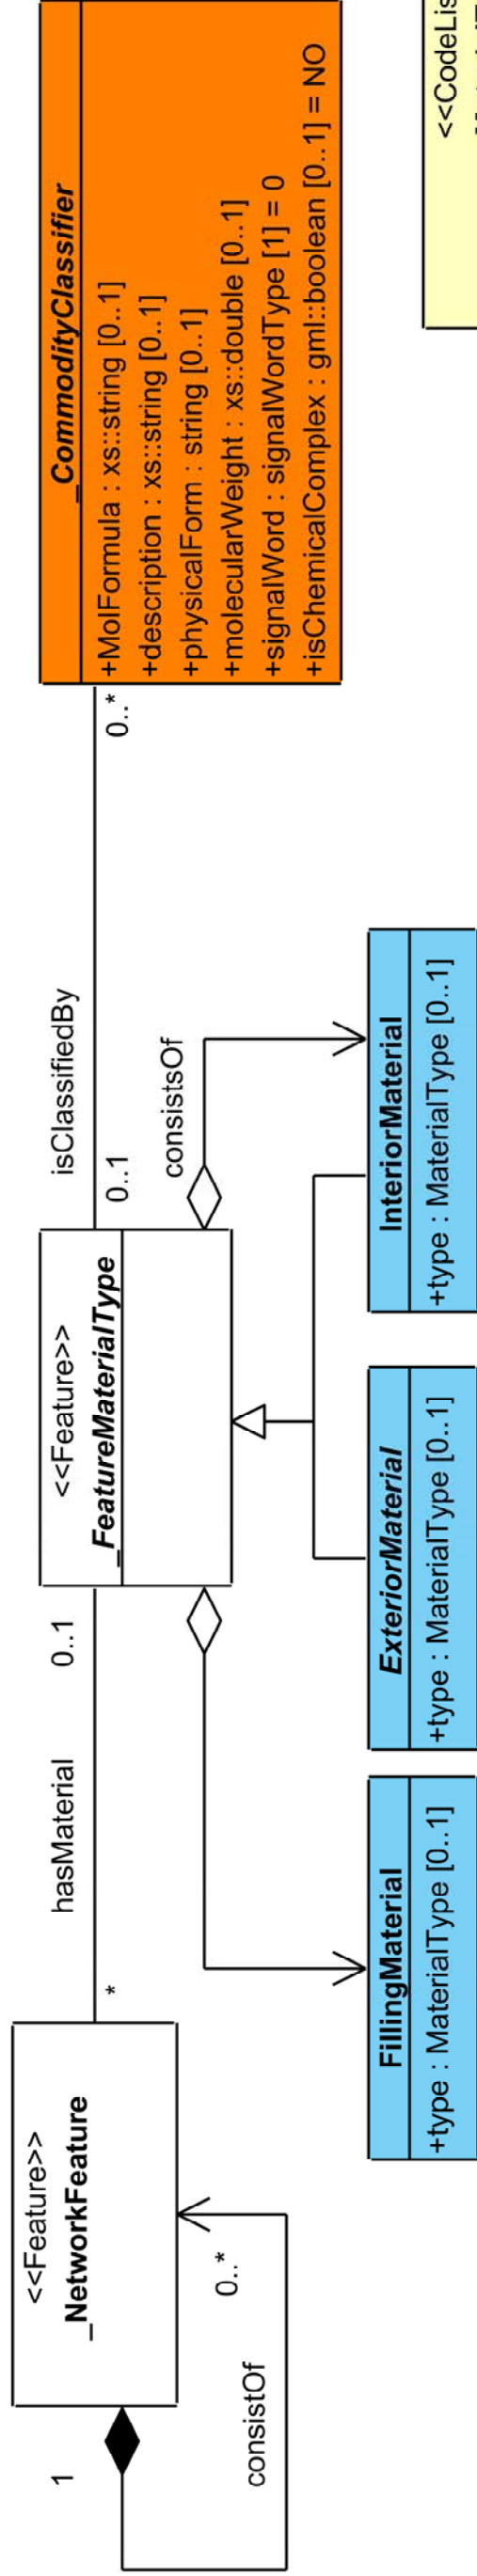 <<Feature>>
_NetworkFeature
1
0..*
consistOf
hasMaterial
*
0..1
<<Feature>>
_FeatureMaterialType
isClassifiedBy
0..1
0..*
consistsOf
_CommodityClassifier
+MolFormula : xs::string [0..1]
+description : xs::string [0..1]
+physicalForm : string [0..1]
+molecularWeight : xs::double [0..1]
+signalWord : signalWordType [1] = 0
+isChemicalComplex : gml::boolean [0..1] = NO
FillingMaterial
+type : MaterialType [0..1]
ExteriorMaterial
+type : MaterialType [0..1]
InteriorMaterial
+type : MaterialType [0..1]
<<CodeLis